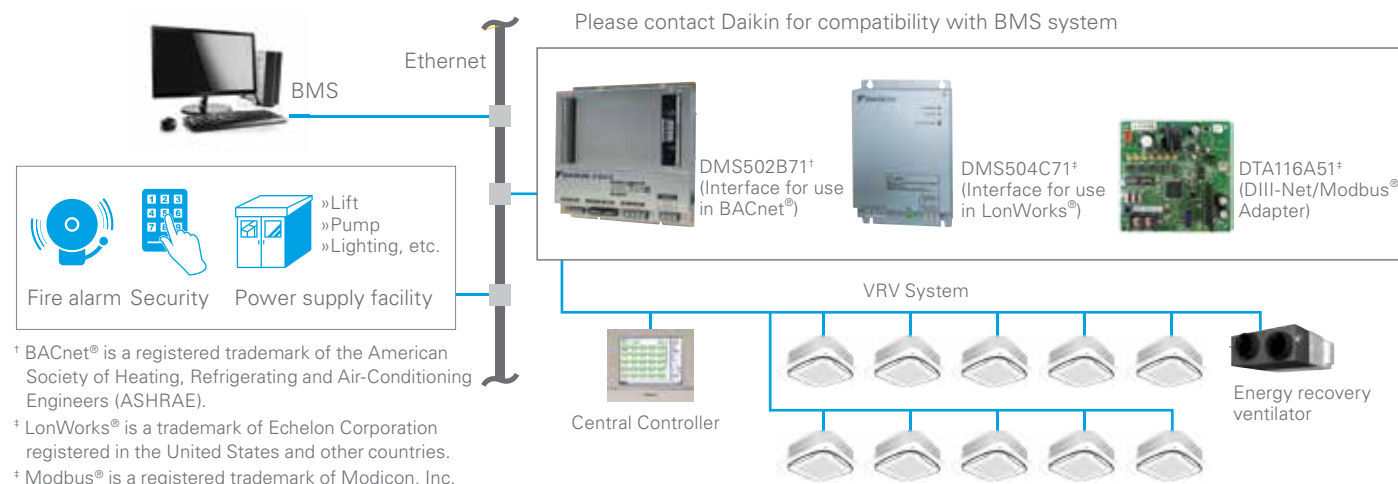 Please contact Daikin for compatibility with BMS system
Ethernet
BMS
DMS502B71†
(Interface for use
in BACnet®)
DMS504C71‡
(Interface for use
in LonWorks®)
DTA116A51‡
(DIII-Net/Modbus®
Adapter)
»Lift
»Pump
»Lighting, etc.
Fire alarm
Security
Power supply facility
VRV System
Central Controller
Energy recovery
ventilator
† BACnet® is a registered trademark of the American
Society of Heating, Refrigerating and Air-Conditioning
Engineers (ASHRAE).
‡ LonWorks® is a trademark of Echelon Corporation
registered in the United States and other countries.
‡ Modbus® is a registered trademark of Modicon, Inc.